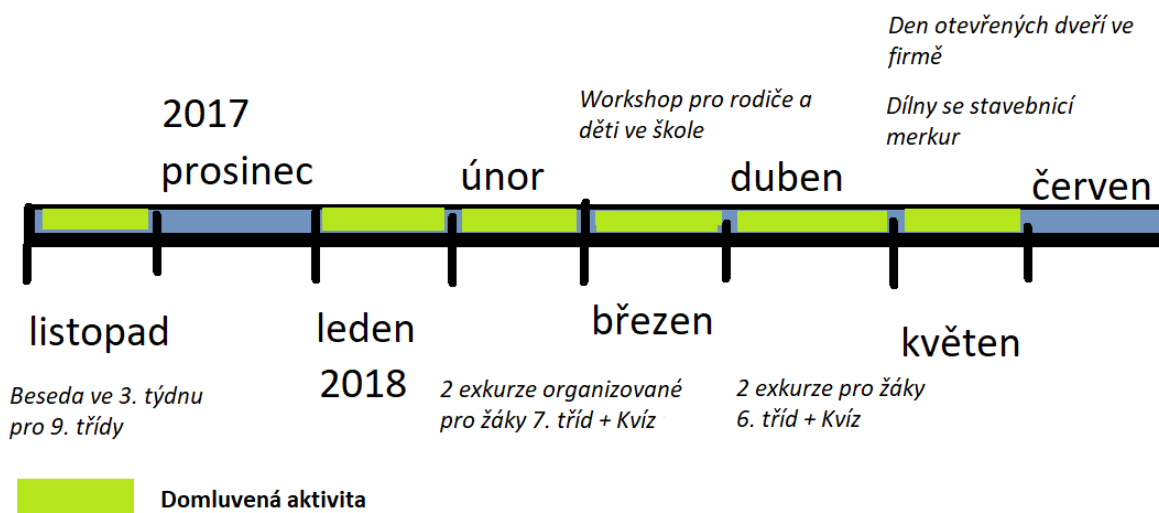 Den otevřených dveří ve
firmě
Workshop pro rodiče a
děti ve škole
Dílny se stavebnicí
merkur
2017
prosinec
únor
duben
červen
listopad
leden
2018
březen
květen
Beseda ve 3. týdnu
pro 9. třídy
2 exkurze organizované
pro žáky 7. tříd + Kvíz
2 exkurze pro žáky
6. tříd + Kvíz
Domluvená aktivita